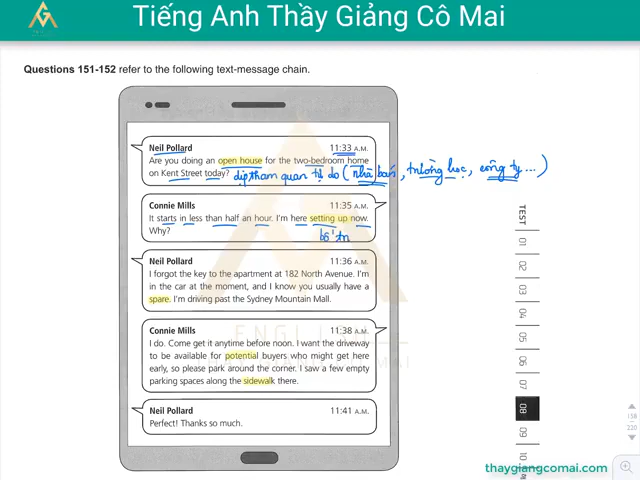 Tiếng Anh Thầy Giảng Cô Mai
Questions 151-152 refer to the following text-message chain.
Neil Pollard 11:33 A.M.
Are you doing an open house for the two-bedroom home
on Kent Street today? dịp tham quan tự do (nhà bán, trường học, công ty...)
Connie Mills 11:35 A.M.
It starts in less than half an hour. I'm here setting up now.
Why? bố trí
Neil Pollard 11:36 A.M.
I forgot the key to the apartment at 182 North Avenue. I'm
in the car at the moment, and I know you usually have a
spare. I'm driving past the Sydney Mountain Mall.
Connie Mills 11:38 A.M.
I do. Come get it anytime before noon. I want the driveway
to be available for potential buyers who might get here
early, so please park around the corner. I saw a few empty
parking spaces along the sidewalk there.
Neil Pollard 11:41 A.M.
Perfect! Thanks so much.
TEST
01
02
03
04
05
06
07
08
09
10
158
220
thaygiangcomai.com